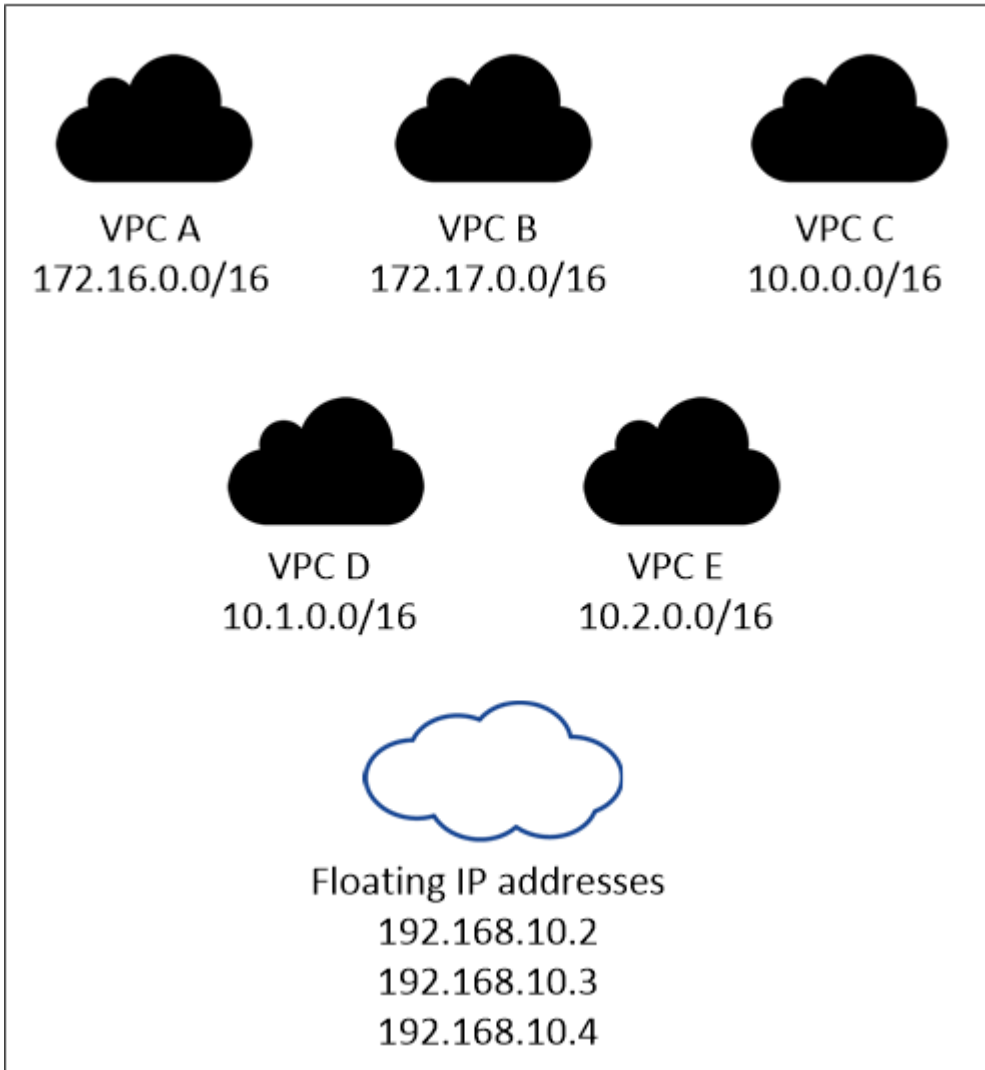 VPC A
172.16.0.0/16
VPC B
172.17.0.0/16
VPC C
10.0.0.0/16
VPC D
10.1.0.0/16
VPC E
10.2.0.0/16
Floating IP addresses
192.168.10.2
192.168.10.3
192.168.10.4